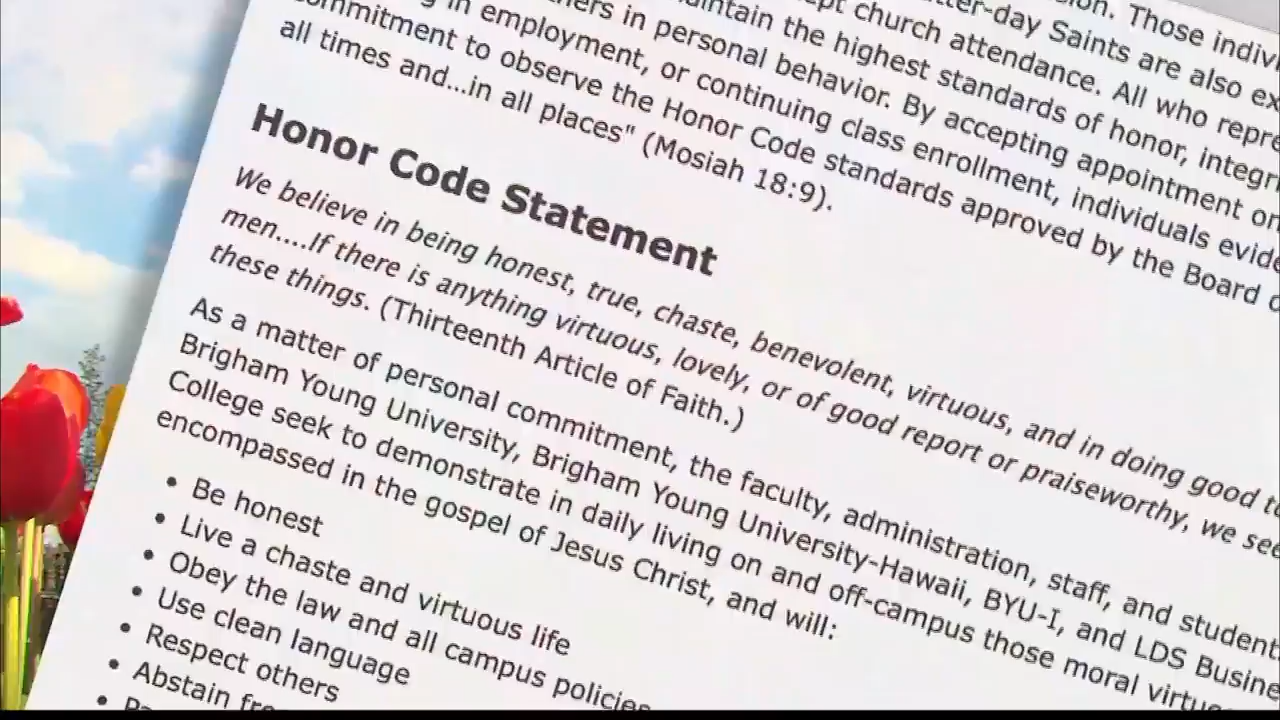 Those
Saints are also
church attendance. All who
the highest standards of honor,
in personal behavior. By accepting appointment
in employment, or continuing class enrollment, individuals
commitment to observe the Honor Code standards approved by the Board
all times and...in all places" (Mosiah 18:9).
Honor Code Statement
We believe in being honest, true, chaste, benevolent, virtuous, and in doing good to
men....If there is anything virtuous, lovely, or of good report or praiseworthy, we see
these things. (Thirteenth Article of Faith.)
As a matter of personal commitment, the faculty, administration, staff, and student
Brigham Young University, Brigham Young University-Hawaii, BYU-I, and LDS Busine
College seek to demonstrate in daily living on and off-campus those moral virtue
encompassed in the gospel of Jesus Christ, and will:
• Be honest
• Live a chaste and virtuous life
• Obey the law and all campus policies
• Use clean language
• Respect others
• Abstain